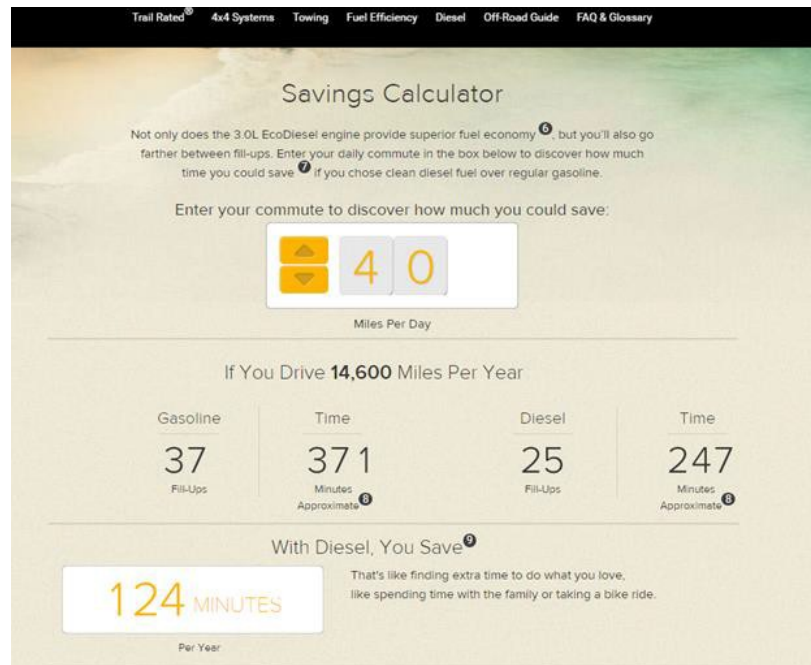 Trail Rated® 4x4 Systems Towing Fuel Efficiency Diesel Off-Road Guide FAQ & Glossary
Savings Calculator
Not only does the 3.0L EcoDiesel engine provide superior fuel economy 6, but you'll also go
farther between fill-ups. Enter your daily commute in the box below to discover how much
time you could save 7 if you chose clean diesel fuel over regular gasoline.
Enter your commute to discover how much you could save:
40
Miles Per Day
If You Drive 14,600 Miles Per Year
Gasoline Time Diesel Time
37 371 25 247
Fill-Ups Minutes Fill-Ups Minutes
Approximate 8 Approximate 8
With Diesel, You Save 9
124 MINUTES
Per Year
That's like finding extra time to do what you love,
like spending time with the family or taking a bike ride.